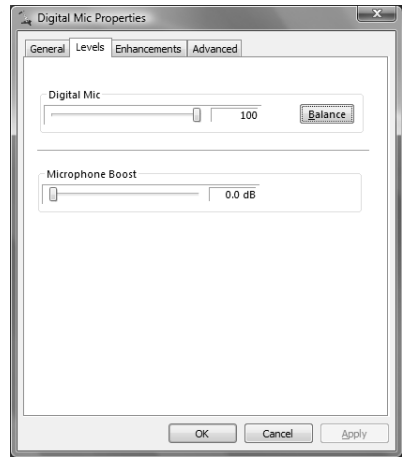 Digital Mic Properties
General Levels Enhancements Advanced
Digital Mic
100 Balance
Microphone Boost
0.0 dB
OK Cancel Apply